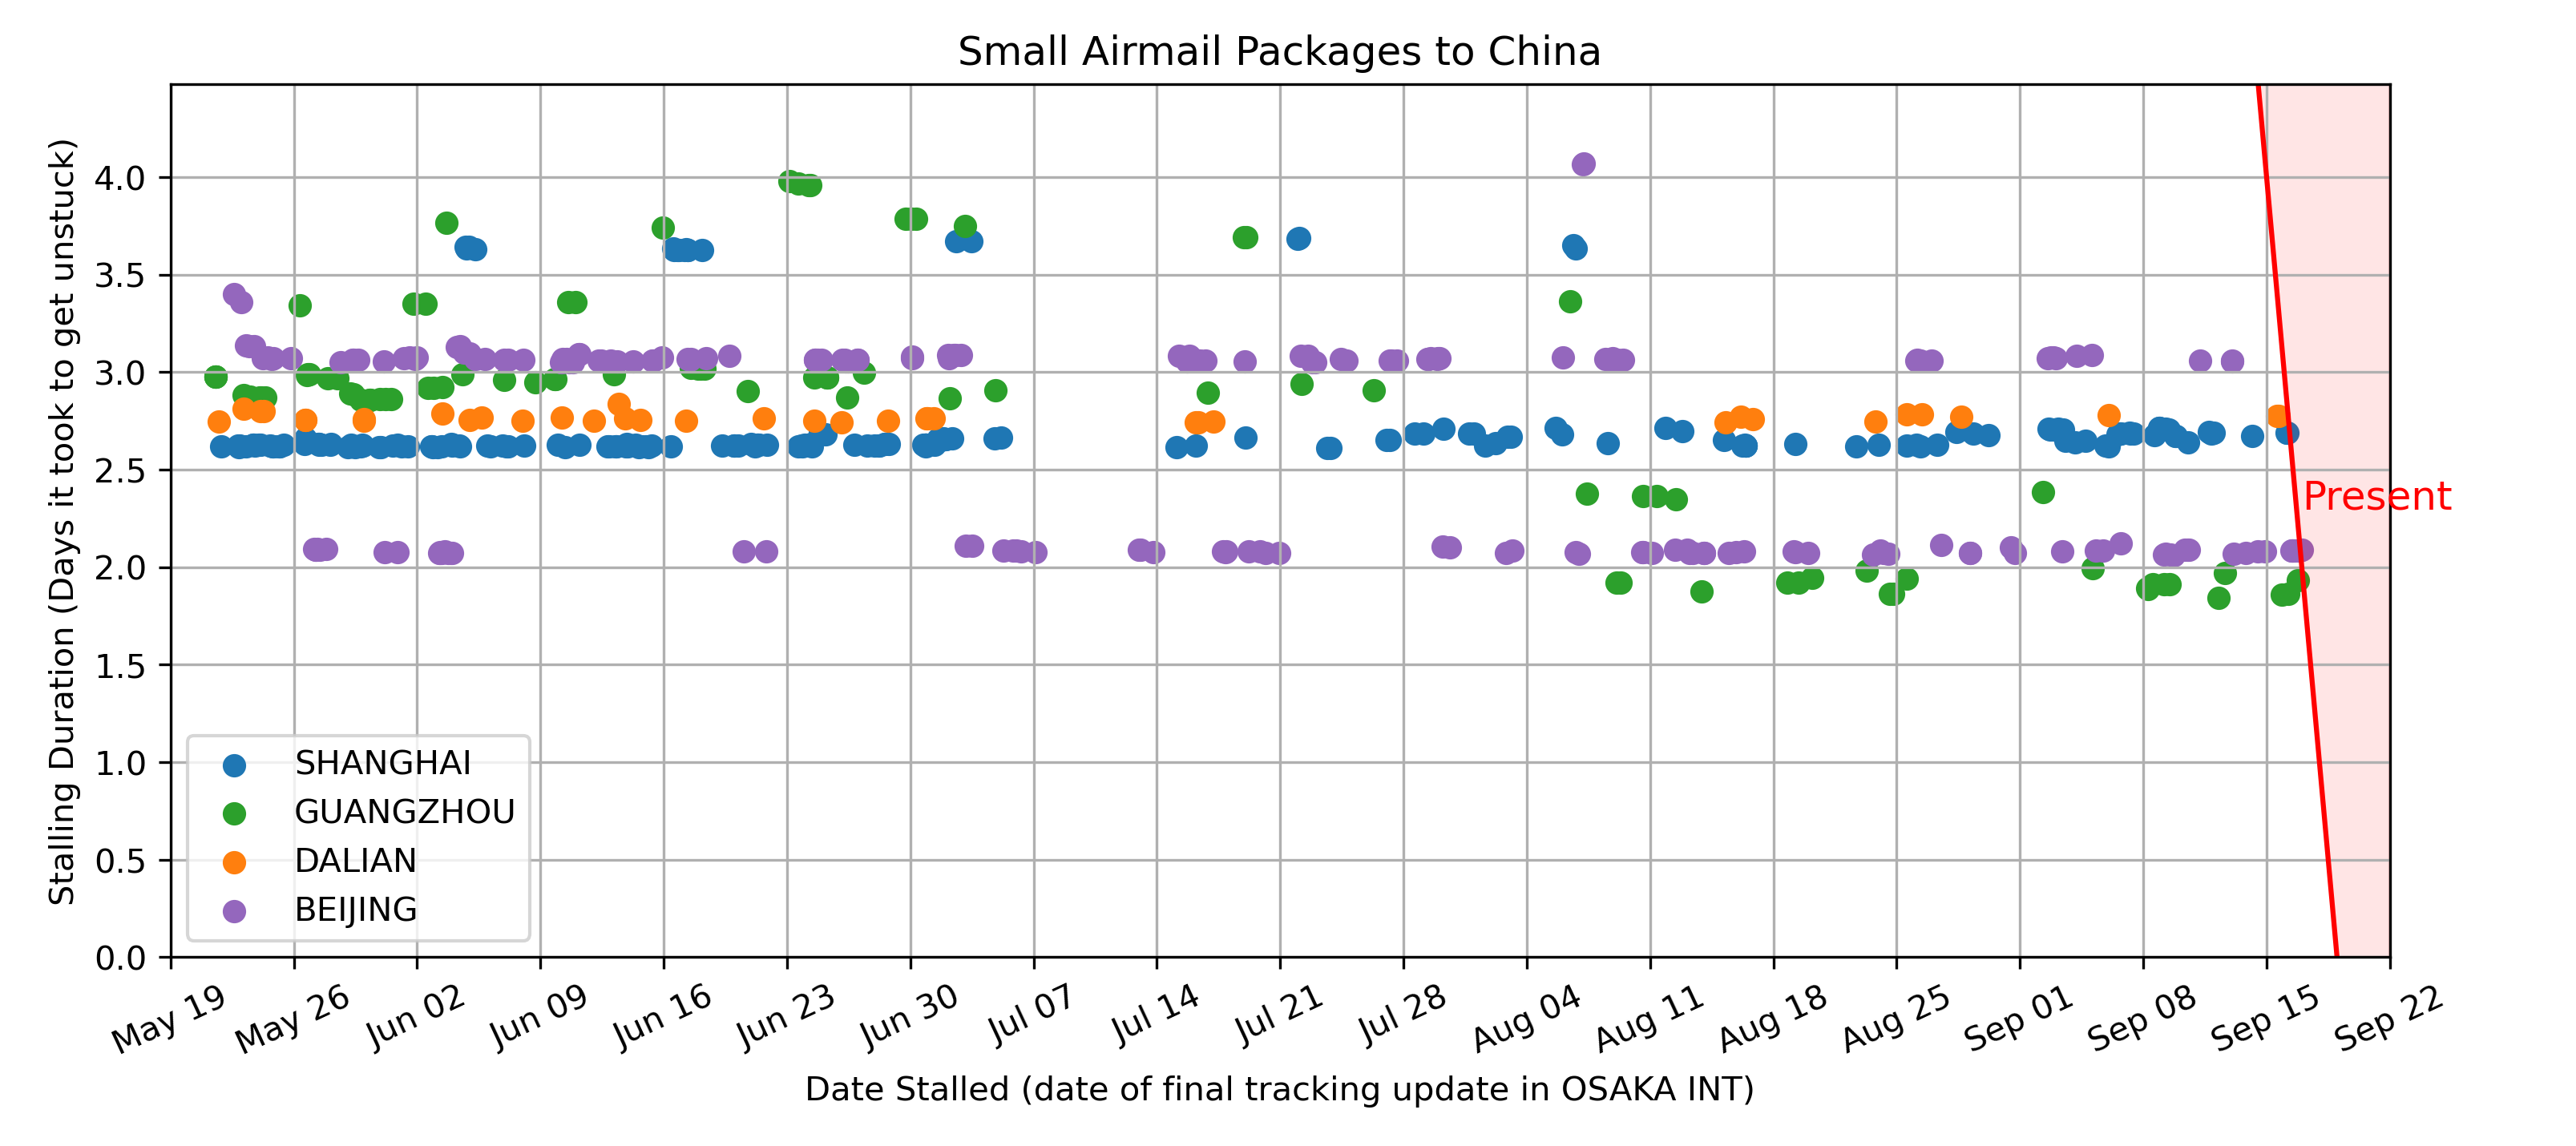 Small Airmail Packages to China
Stalling Duration (Days it took to get unstuck)
4.0
3.5
3.0
2.5
2.0
1.5
1.0
0.5
0.0
Present
SHANGHAI
GUANGZHOU
DALIAN
BEIJING
May 19
May 26
Jun 02
Jun 09
Jun 16
Jun 23
Jun 30
Jul 07
Jul 14
Jul 21
Jul 28
Aug 04
Aug 11
Aug 18
Aug 25
Sep 01
Sep 08
Sep 15
Sep 22
Date Stalled (date of final tracking update in OSAKA INT)